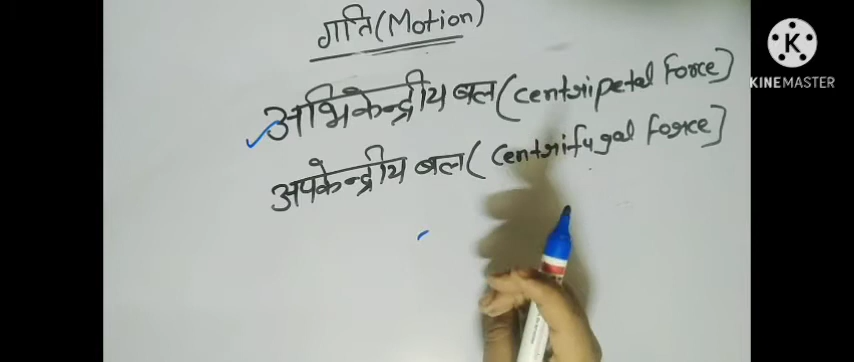 गति (Motion)
अभिकेन्द्रीय बल (Centripetal Force)
अपकेन्द्रीय बल (Centrifugal Force)
K
KINEMASTER